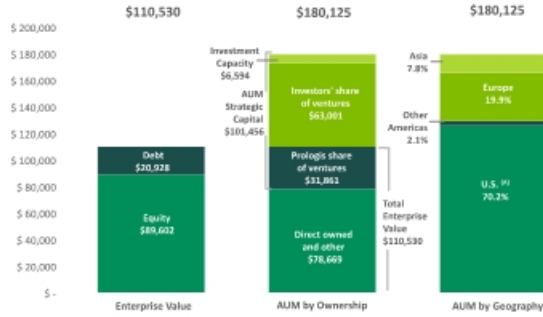 $110,530
$180,125
$180,125
$ 200,000
$ 180,000
$ 160,000
$ 140,000
$ 120,000
$ 100,000
$ 80,000
$ 60,000
$ 40,000
$ 20,000
$ -
Debt
$20,928
Equity
$89,602
Enterprise Value
Investment
Capacity
$6,594
AUM
Strategic
Capital
$101,456
Investors' share
of ventures
$63,001
Prologis share
of ventures
$31,861
Direct owned
and other
$78,669
AUM by Ownership
Total
Enterprise
Value
$110,530
Asia
7.8%
Europe
19.9%
Other
Americas
2.1%
U.S.
70.2%
AUM by Geography